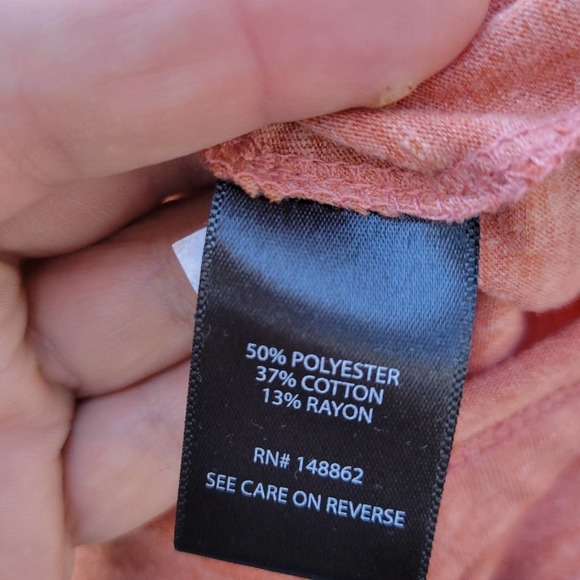 50% POLYESTER
37% COTTON
13% RAYON
RN# 148862
SEE CARE ON REVERSE